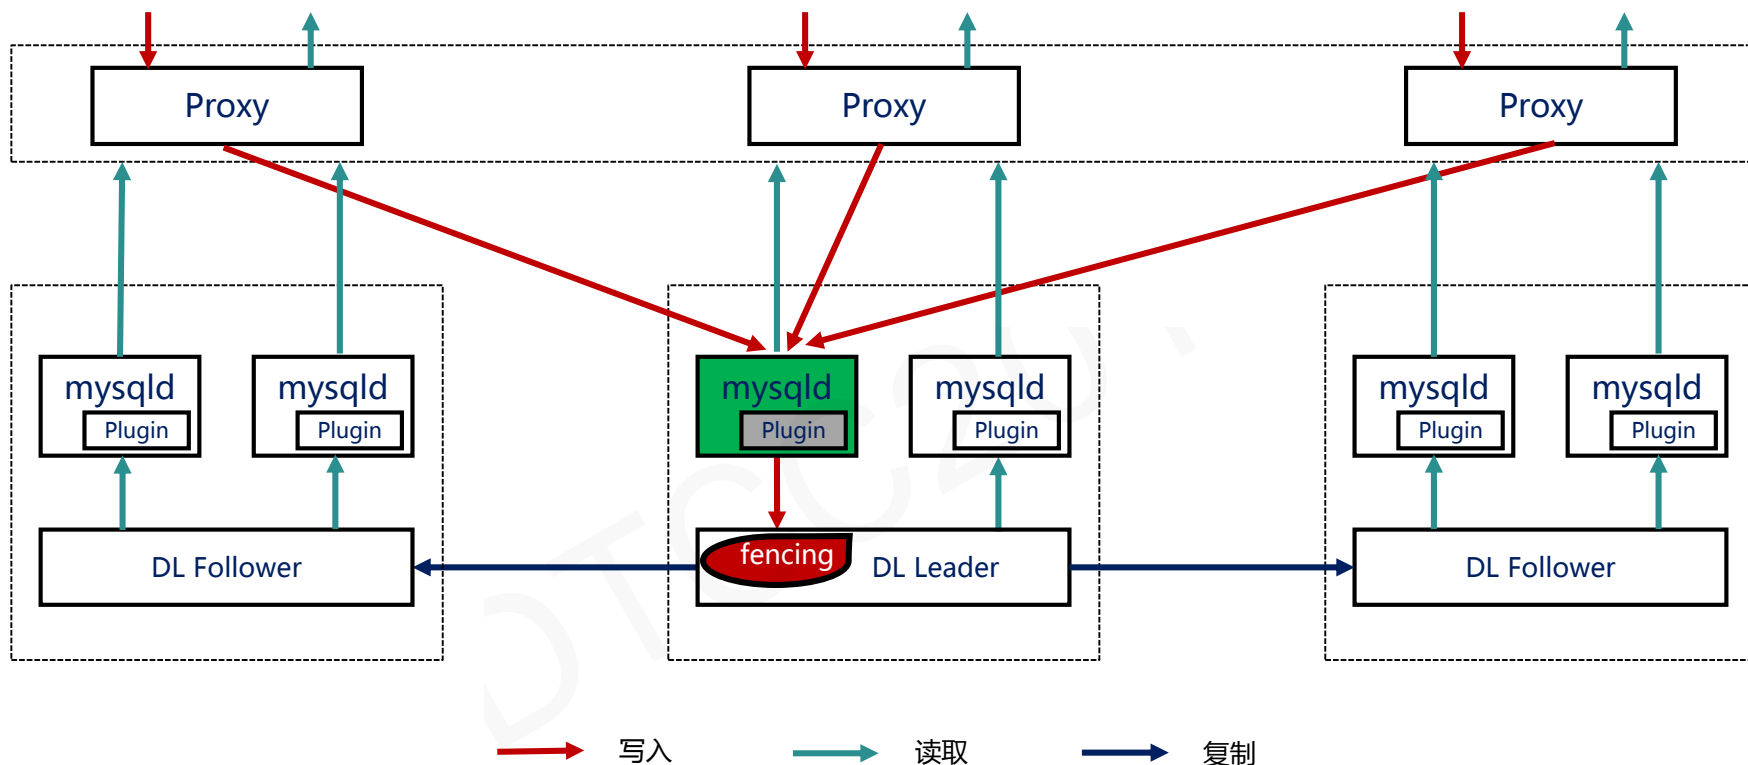 Proxy
Proxy
Proxy
mysqld
Plugin
mysqld
Plugin
mysqld
Plugin
mysqld
Plugin
mysqld
Plugin
mysqld
Plugin
DL Follower
fencing
DL Leader
DL Follower
写入
读取
复制